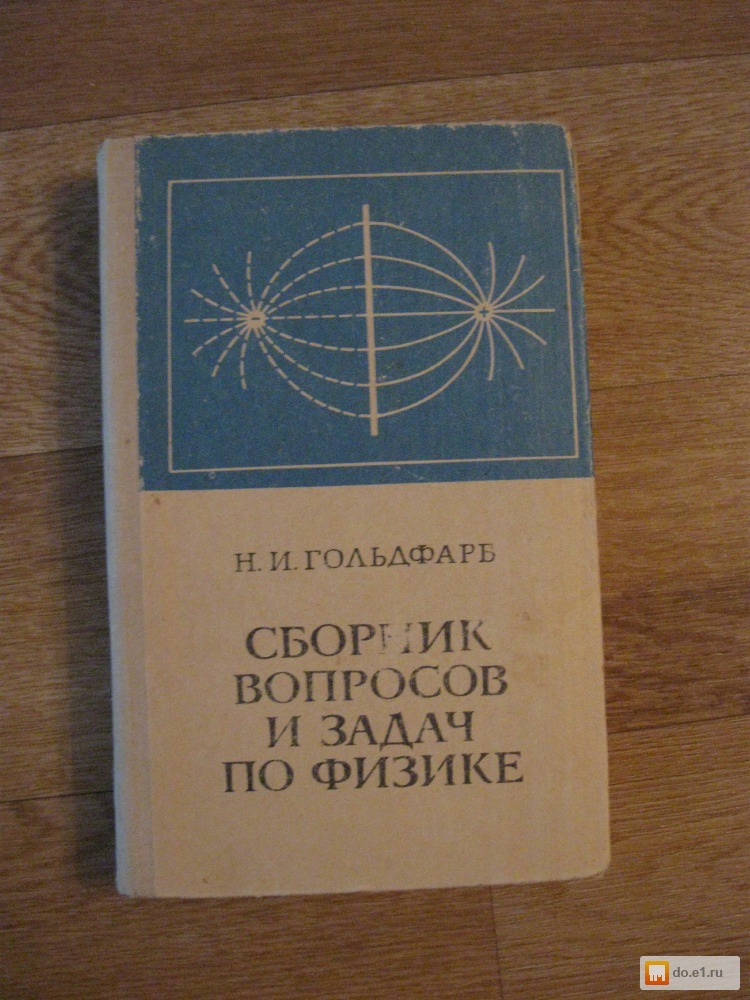 Н. И. ГОЛЬДФАРБ
СБОРНИК
ВОПРОСОВ
И ЗАДАЧ
ПО ФИЗИКЕ
do.e1.ru